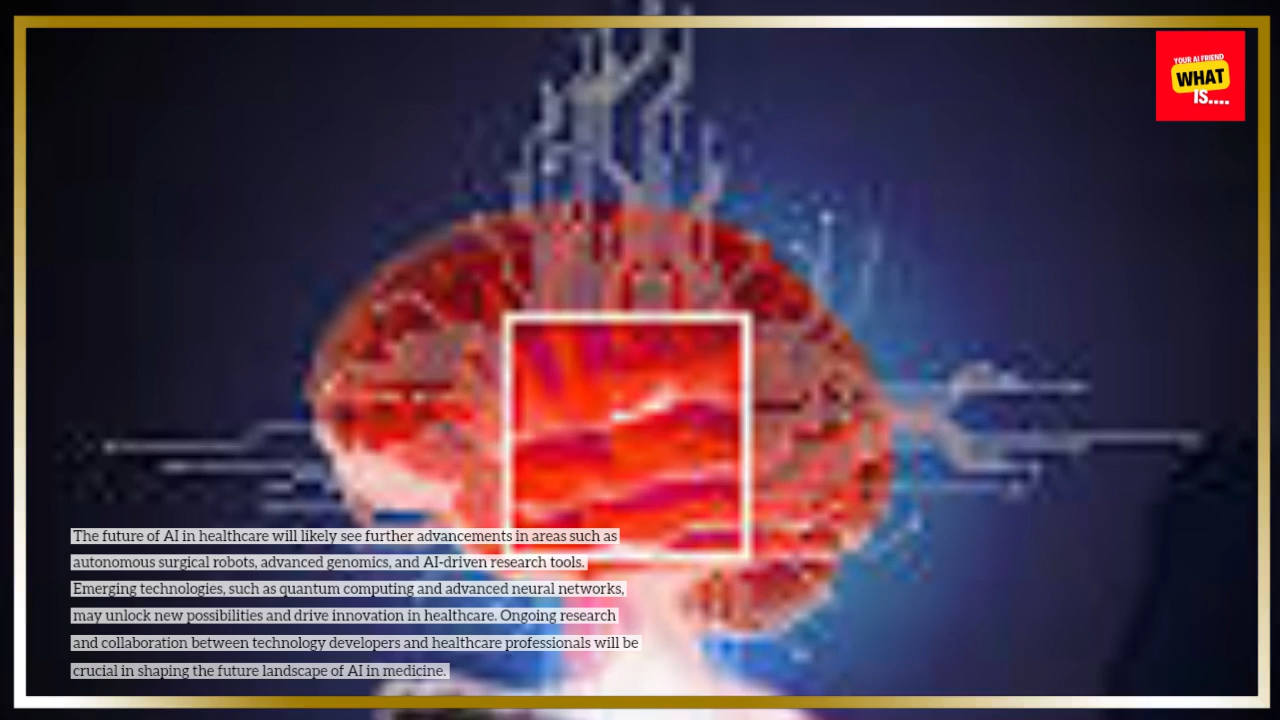 YOUR AI FRIEND
WHAT
IS....
The future of AI in healthcare will likely see further advancements in areas such as
autonomous surgical robots, advanced genomics, and AI-driven research tools.
Emerging technologies, such as quantum computing and advanced neural networks,
may unlock new possibilities and drive innovation in healthcare. Ongoing research
and collaboration between technology developers and healthcare professionals will be
crucial in shaping the future landscape of AI in medicine.